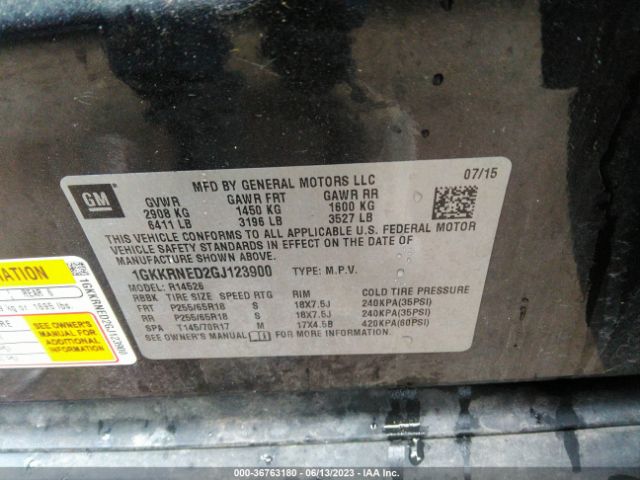 MFD BY GENERAL MOTORS LLC
07/15
GM
GVWR GAWR FRT GAWR RR
2908 KG 1450 KG 1600 KG
6411 LB 3196 LB 3527 LB
THIS VEHICLE CONFORMS TO ALL APPLICABLE U.S. FEDERAL MOTOR
VEHICLE SAFETY STANDARDS IN EFFECT ON THE DATE OF
MANUFACTURE SHOWN ABOVE.
1GKKRNED2GJ123900 TYPE: M.P.V.
MODEL: R14526
RBBK TIRE SIZE SPEED RTG RIM COLD TIRE PRESSURE
FRT P255/65R18 S 18X7.5J 240KPA(35PSI)
RR P255/65R18 S 18X7.5J 240KPA(35PSI)
SPA T145/70R17 M 17X4.5B 420KPA(60PSI)
SEE OWNER'S MANUAL FOR MORE INFORMATION.
MATION
REAR
lbs
SEE OWNER'S
MANUAL FOR
ADDITIONAL
INFORMATION
1GKKRNED2GJ123900
000-36763180 - 06/13/2023 - IAA Inc.